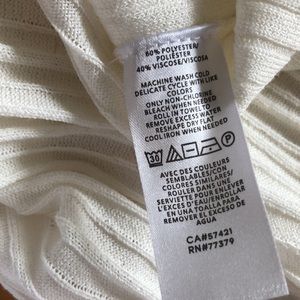 60% POLYESTER/
POLIÉSTER
40% VISCOSE/VISCOSA
MACHINE WASH COLD
DELICATE CYCLE WITH LIKE
COLORS
ONLY NON-CHLORINE
BLEACH WHEN NEEDED
ROLL IN TOWEL TO
REMOVE EXCESS WATER
RESHAPE DRY FLAT
COOL IRON WHEN NEEDED
30
P
AVEC DES COULEURS
COLORES SIMILARES/
ROULER DANS UNE
SERVIETTE POUR ENLEVER
L'EXCÈS D'EAU/ENROLLAR
EN UNA TOALLA PARA
REMOVER EL EXCESO DE
AGUA
CA#57421
RN#77379